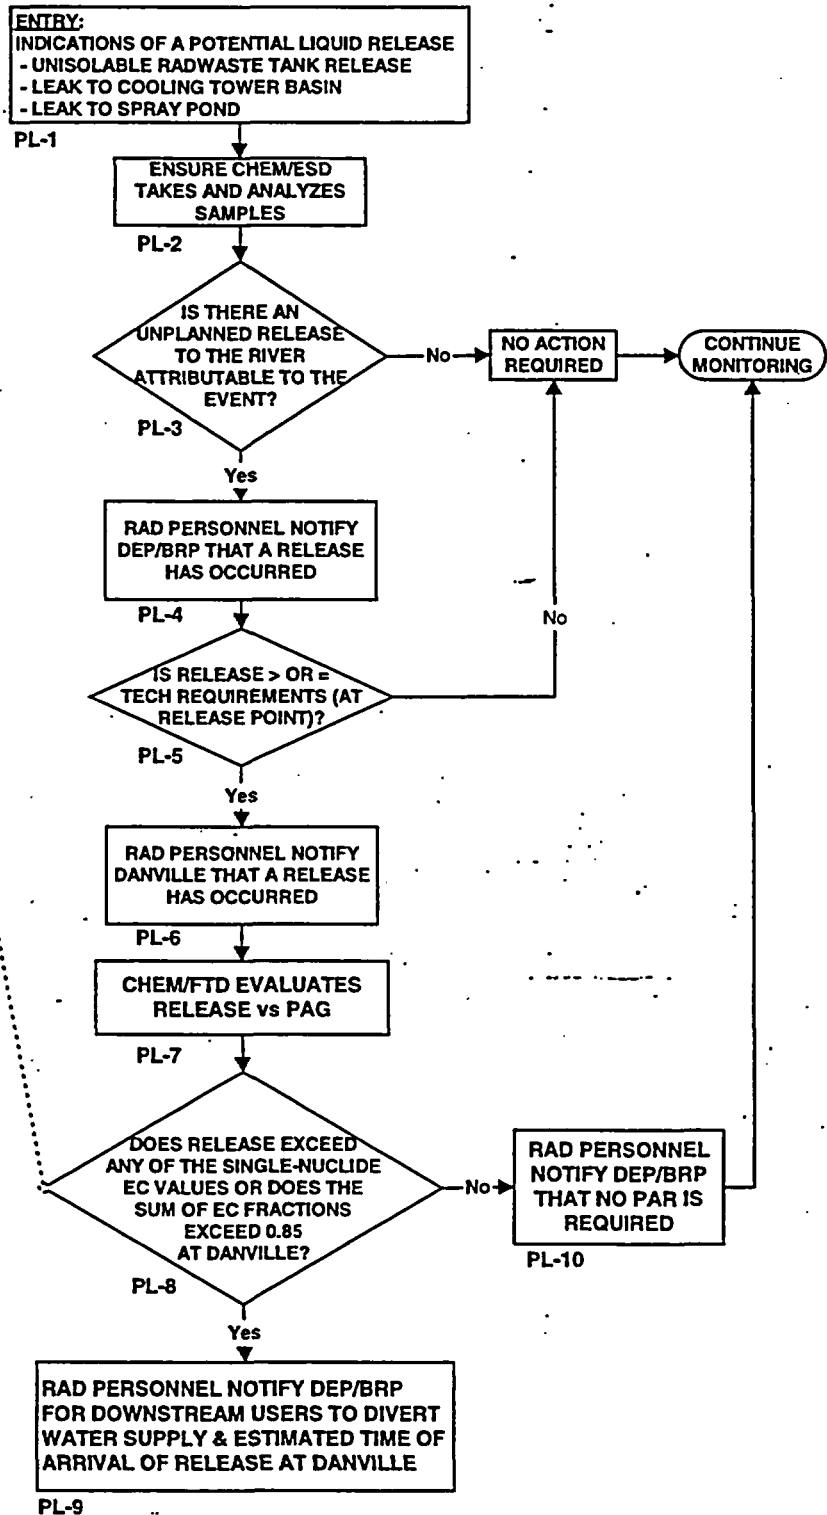 ENTRY:
INDICATIONS OF A POTENTIAL LIQUID RELEASE
- UNISOLABLE RADWASTE TANK RELEASE
- LEAK TO COOLING TOWER BASIN
- LEAK TO SPRAY POND
PL-1
ENSURE CHEM/ESD
TAKES AND ANALYZES
SAMPLES
PL-2
IS THERE AN
UNPLANNED RELEASE
TO THE RIVER
ATTRIBUTABLE TO THE
EVENT?
PL-3
No
NO ACTION
REQUIRED
CONTINUE
MONITORING
Yes
RAD PERSONNEL NOTIFY
DEP/BRP THAT A RELEASE
HAS OCCURRED
PL-4
No
IS RELEASE > OR =
TECH REQUIREMENTS (AT
RELEASE POINT)?
PL-5
Yes
RAD PERSONNEL NOTIFY
DANVILLE THAT A RELEASE
HAS OCCURRED
PL-6
CHEM/FTD EVALUATES
RELEASE vs PAG
PL-7
DOES RELEASE EXCEED
ANY OF THE SINGLE-NUCLIDE
EC VALUES OR DOES THE
SUM OF EC FRACTIONS
EXCEED 0.85
AT DANVILLE?
PL-8
No
RAD PERSONNEL
NOTIFY DEP/BRP
THAT NO PAR IS
REQUIRED
PL-10
Yes
RAD PERSONNEL NOTIFY DEP/BRP
FOR DOWNSTREAM USERS TO DIVERT
WATER SUPPLY & ESTIMATED TIME OF
ARRIVAL OF RELEASE AT DANVILLE
PL-9